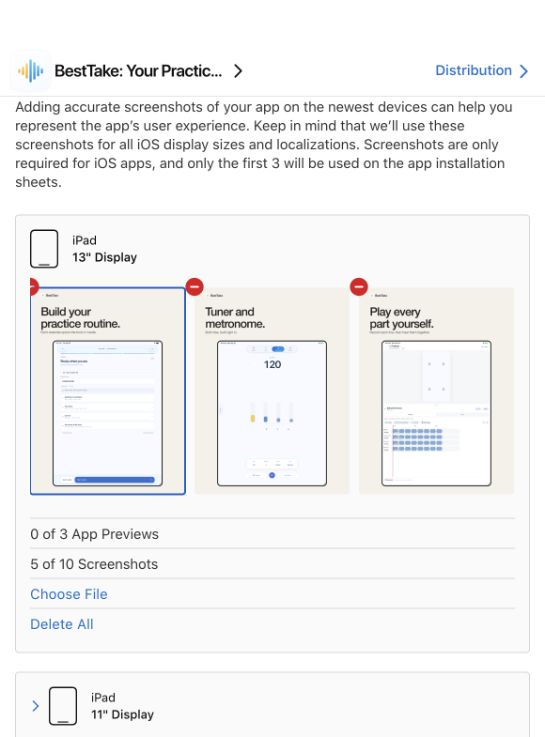 BestTake: Your Practic...
Distribution
Adding accurate screenshots of your app on the newest devices can help you
represent the app's user experience. Keep in mind that we'll use these
screenshots for all iOS display sizes and localizations. Screenshots are only
required for iOS apps, and only the first 3 will be used on the app installation
sheets.
iPad
13" Display
BestTake
Build your
practice routine.
BestTake
Tuner and
metronome.
120
BestTake
Play every
part yourself.
0 of 3 App Previews
5 of 10 Screenshots
Choose File
Delete All
iPad
11" Display